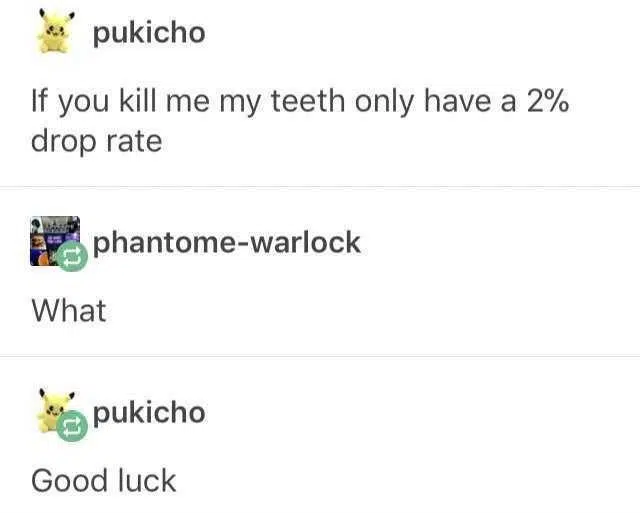 pukicho
If you kill me my teeth only have a 2%
drop rate
phantome-warlock
What
pukicho
Good luck